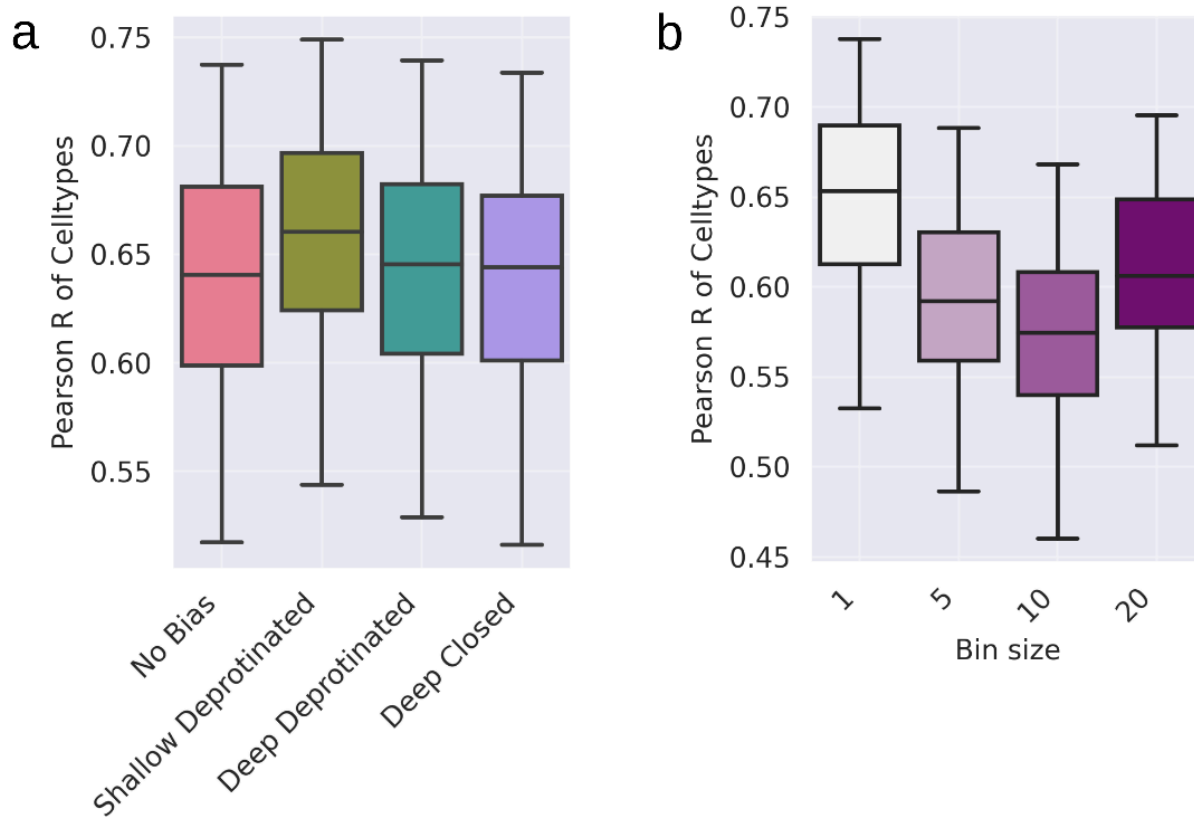 a
Pearson R of Celltypes
0.75
0.70
0.65
0.60
0.55
No Bias
Shallow Deprotinated
Deep Deprotinated
Deep Closed
b
Pearson R of Celltypes
0.75
0.70
0.65
0.60
0.55
0.50
0.45
1
5
10
20
Bin size